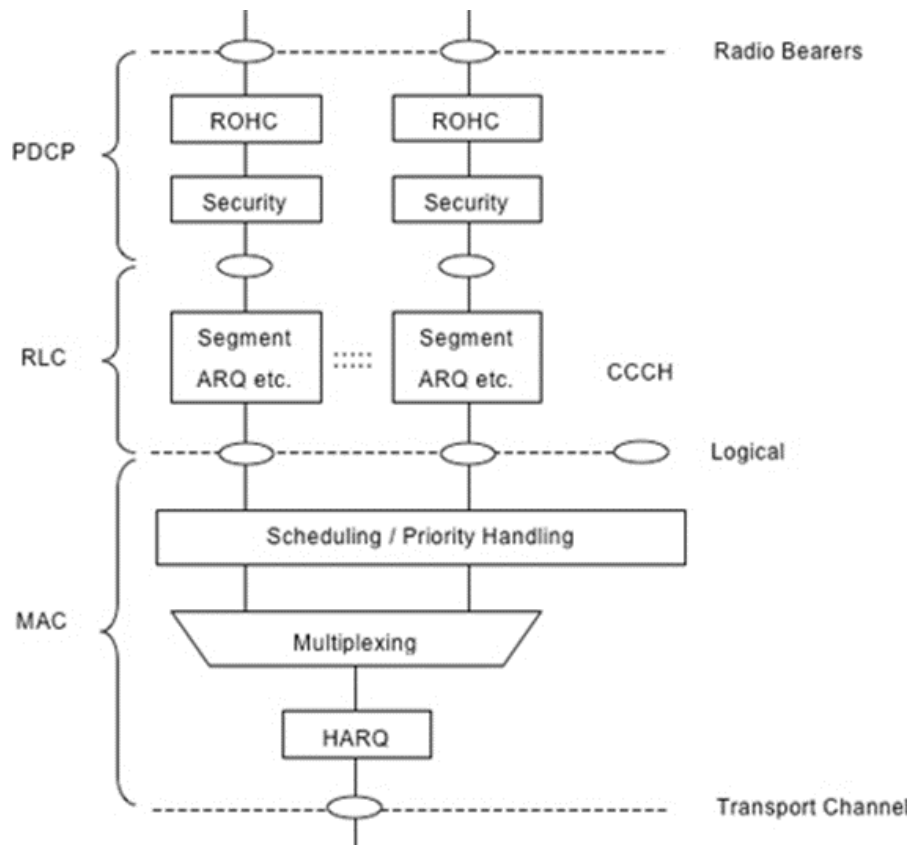 Radio Bearers
ROHC
ROHC
PDCP
Security
Security
Segment
ARQ etc.
Segment
ARQ etc.
RLC
CCCH
Logical
Scheduling / Priority Handling
MAC
Multiplexing
HARQ
Transport Channel